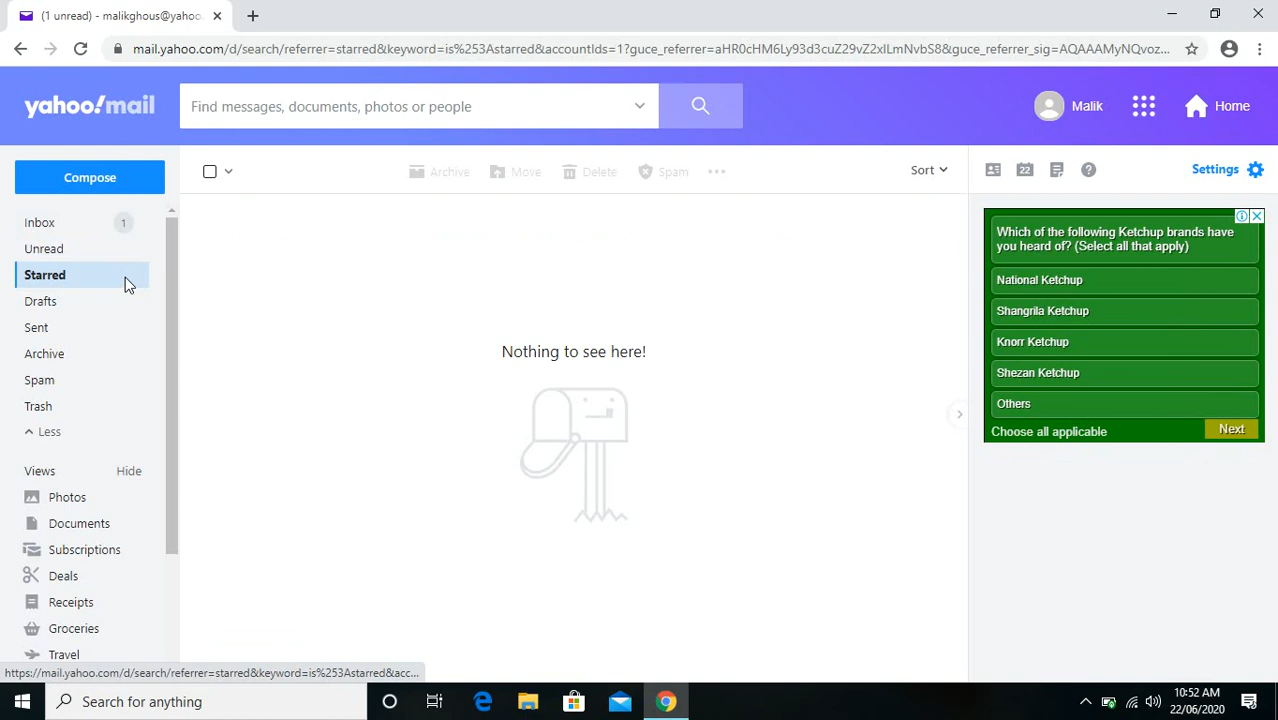 (1 unread) - malikghous@yahoo.
mail.yahoo.com/d/search/referrer=starred&keyword=is%253Astarred&accountIds=1?guce_referrer=aHR0cHM6Ly93d3cuZ29vZ2xlLmNvbS8&guce_referrer_sig=AQAAAMyNQvoz...
yahoo!mail
Find messages, documents, photos or people
Malik
Home
Compose
Archive
Move
Delete
Spam
Sort
22
Settings
Inbox 1
Unread
Starred
Drafts
Sent
Archive
Spam
Trash
Less
Views Hide
Photos
Documents
Subscriptions
Deals
Receipts
Groceries
Travel
Nothing to see here!
Which of the following Ketchup brands have
you heard of? (Select all that apply)
National Ketchup
Shangrila Ketchup
Knorr Ketchup
Shezan Ketchup
Others
Choose all applicable
Next
https://mail.yahoo.com/d/search/referrer=starred&keyword=is%253Astarred&acc...
Search for anything
10:52 AM
22/06/2020